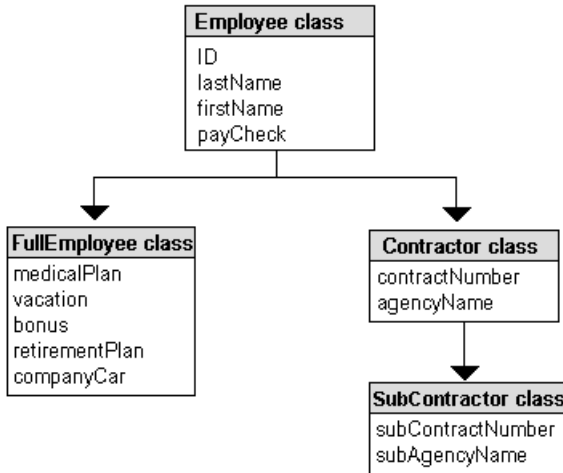 Employee class
ID
lastName
firstName
payCheck
FullEmployee class
medicalPlan
vacation
bonus
retirementPlan
companyCar
Contractor class
contractNumber
agencyName
SubContractor class
subContractNumber
subAgencyName